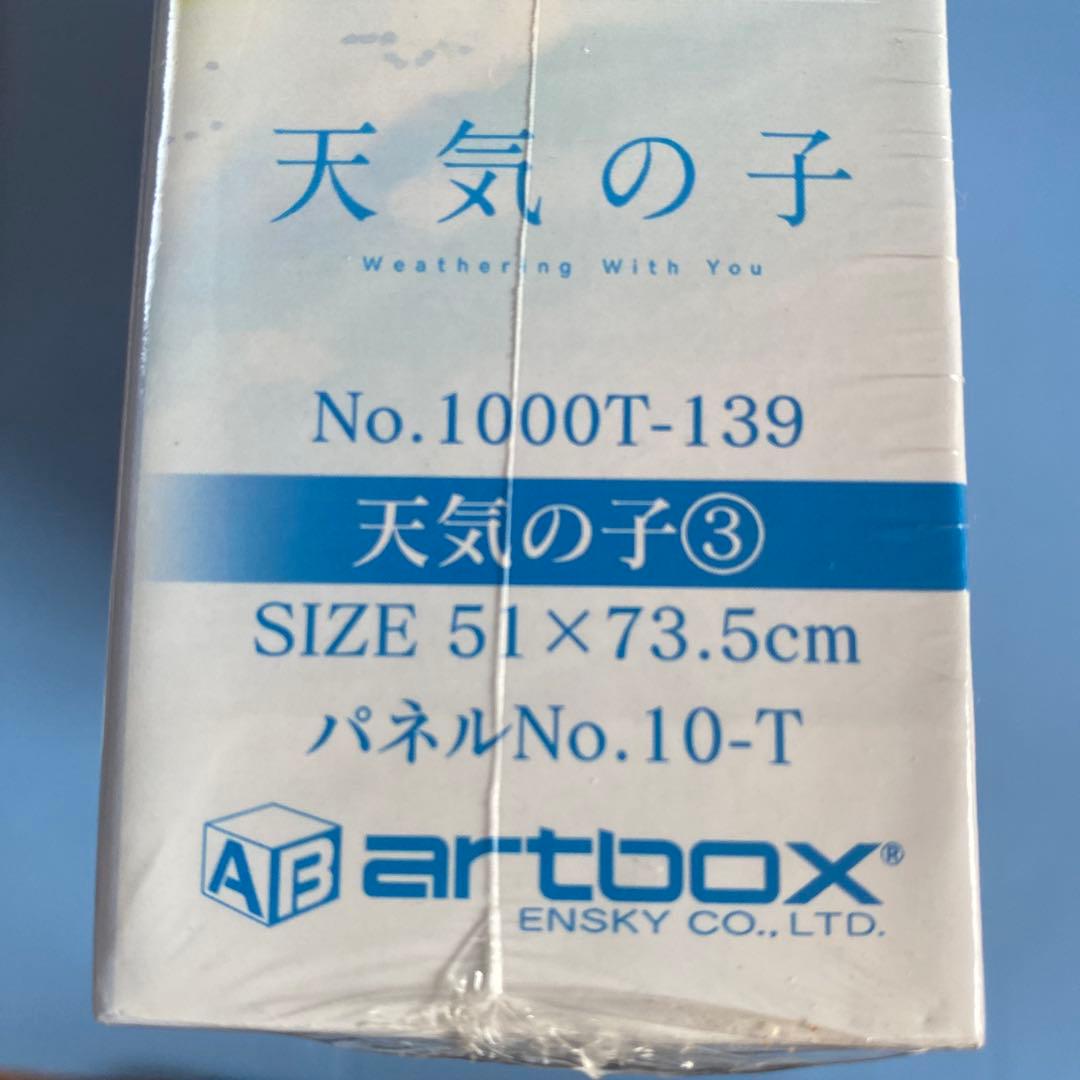 天気の子
Weathering With You
No.1000T-139
天気の子③
SIZE 51×73.5cm
パネルNo.10-T
AB artbox®
ENSKY CO., LTD.